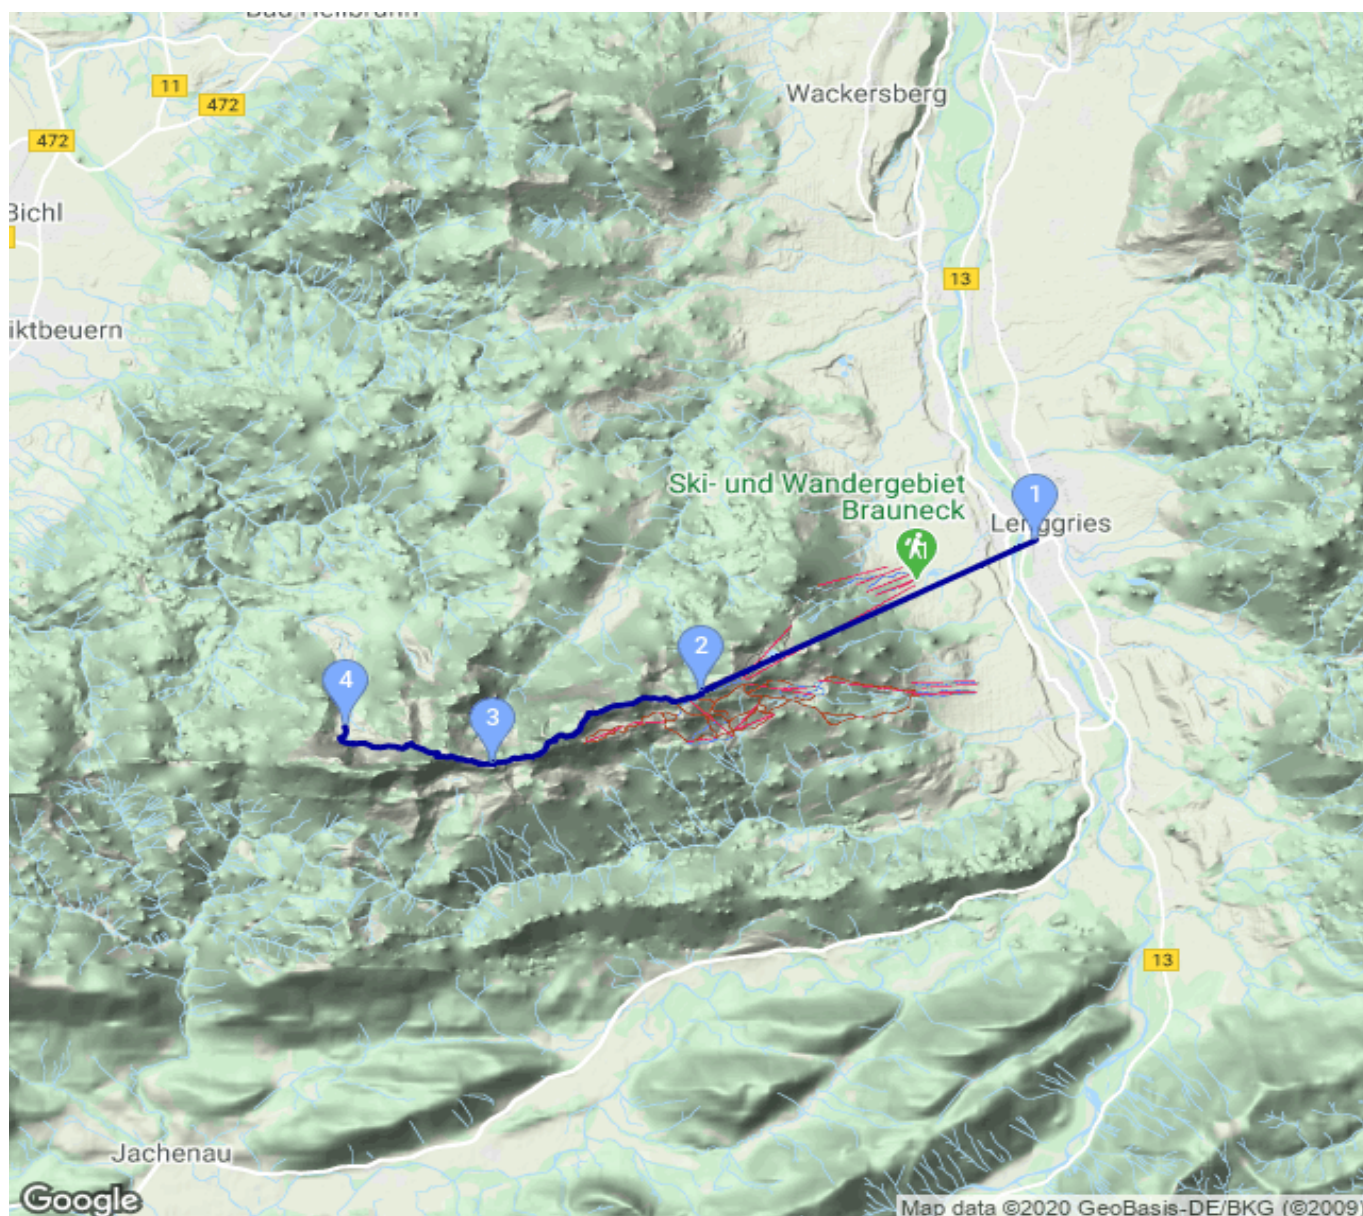 11
472
472
Wackersberg
Bichl
13
iktbeuern
Ski- und Wandergebiet
Brauneck
1
Lenggries
2
4
3
13
Jachenau
Google
Map data ©2020 GeoBasis-DE/BKG (©2009)